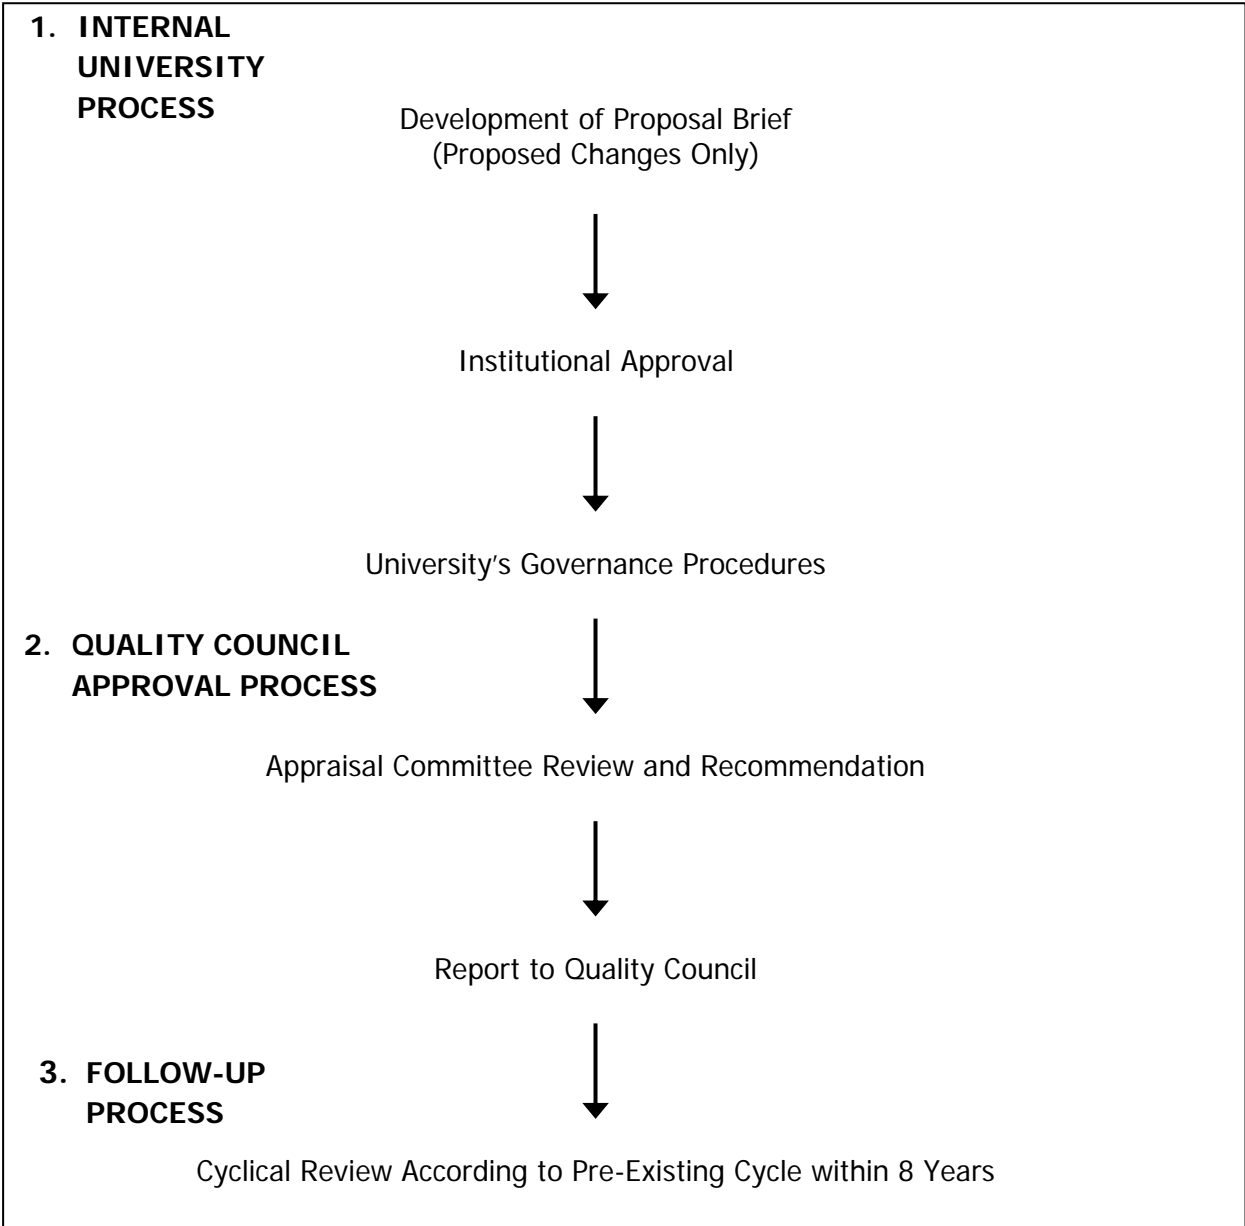 1. INTERNAL
UNIVERSITY
PROCESS
Development of Proposal Brief
(Proposed Changes Only)
Institutional Approval
University's Governance Procedures
2. QUALITY COUNCIL
APPROVAL PROCESS
Appraisal Committee Review and Recommendation
Report to Quality Council
3. FOLLOW-UP
PROCESS
Cyclical Review According to Pre-Existing Cycle within 8 Years